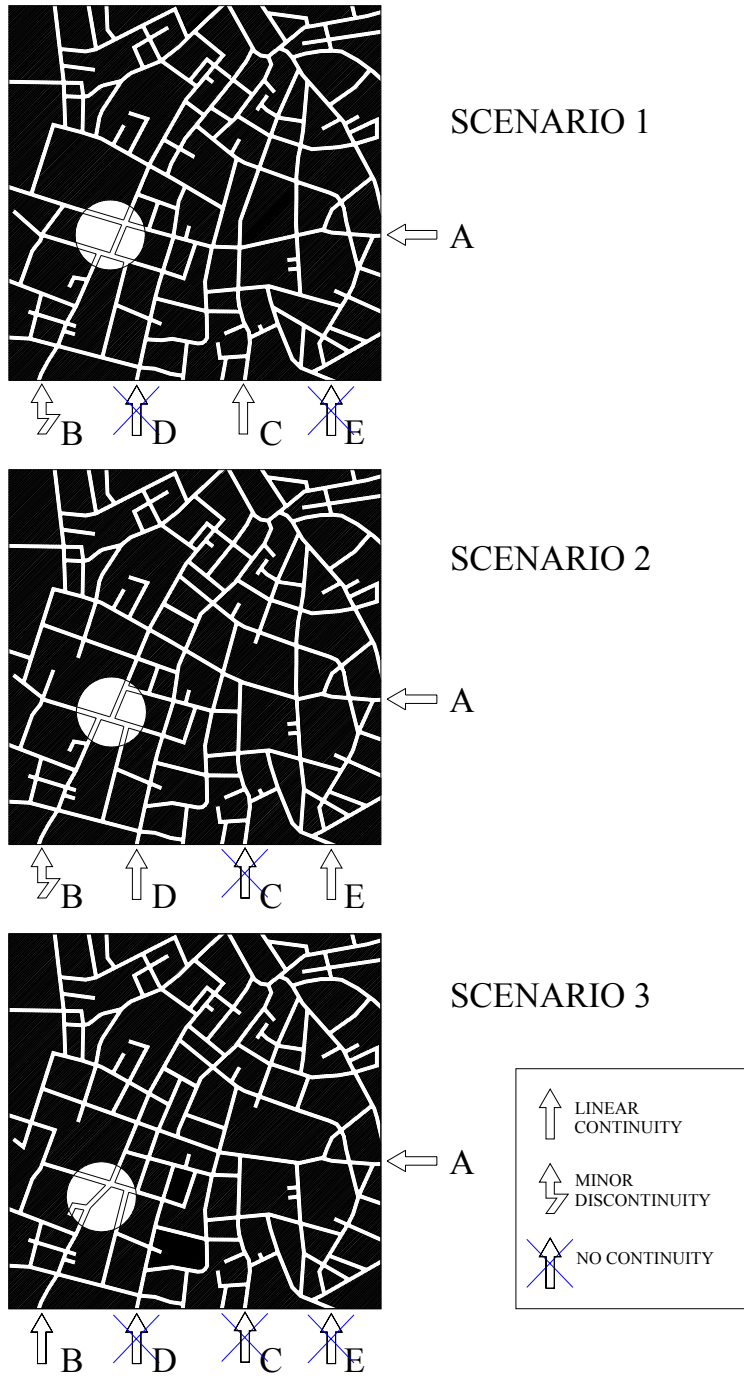 SCENARIO 1
A
B
D
C
E
SCENARIO 2
A
B
D
C
E
SCENARIO 3
A
LINEAR
CONTINUITY
MINOR
DISCONTINUITY
NO CONTINUITY
B
D
C
E